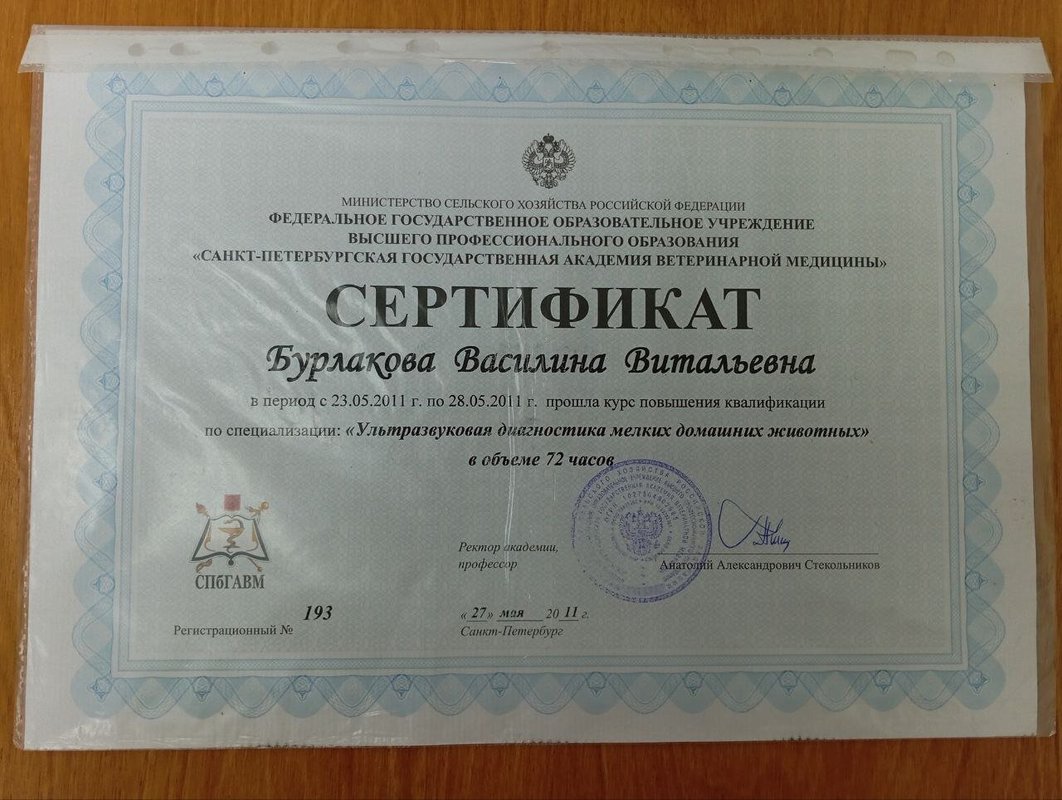 МИНИСТЕРСТВО СЕЛЬСКОГО ХОЗЯЙСТВА РОССИЙСКОЙ ФЕДЕРАЦИИ
ФЕДЕРАЛЬНОЕ ГОСУДАРСТВЕННОЕ ОБРАЗОВАТЕЛЬНОЕ УЧРЕЖДЕНИЕ
ВЫСШЕГО ПРОФЕССИОНАЛЬНОГО ОБРАЗОВАНИЯ
«САНКТ-ПЕТЕРБУРГСКАЯ ГОСУДАРСТВЕННАЯ АКАДЕМИЯ ВЕТЕРИНАРНОЙ МЕДИЦИНЫ»
СЕРТИФИКАТ
Бурлакова Василина Витальевна
в период с 23.05.2011 г. по 28.05.2011 г. прошла курс повышения квалификации
по специализации: «Ультразвуковая диагностика мелких домашних животных»
в объеме 72 часов
Ректор академии,
профессор
Анатолий Александрович Стекольников
СПбГАВМ
Регистрационный № 193
«27» мая 2011 г.
Санкт-Петербург